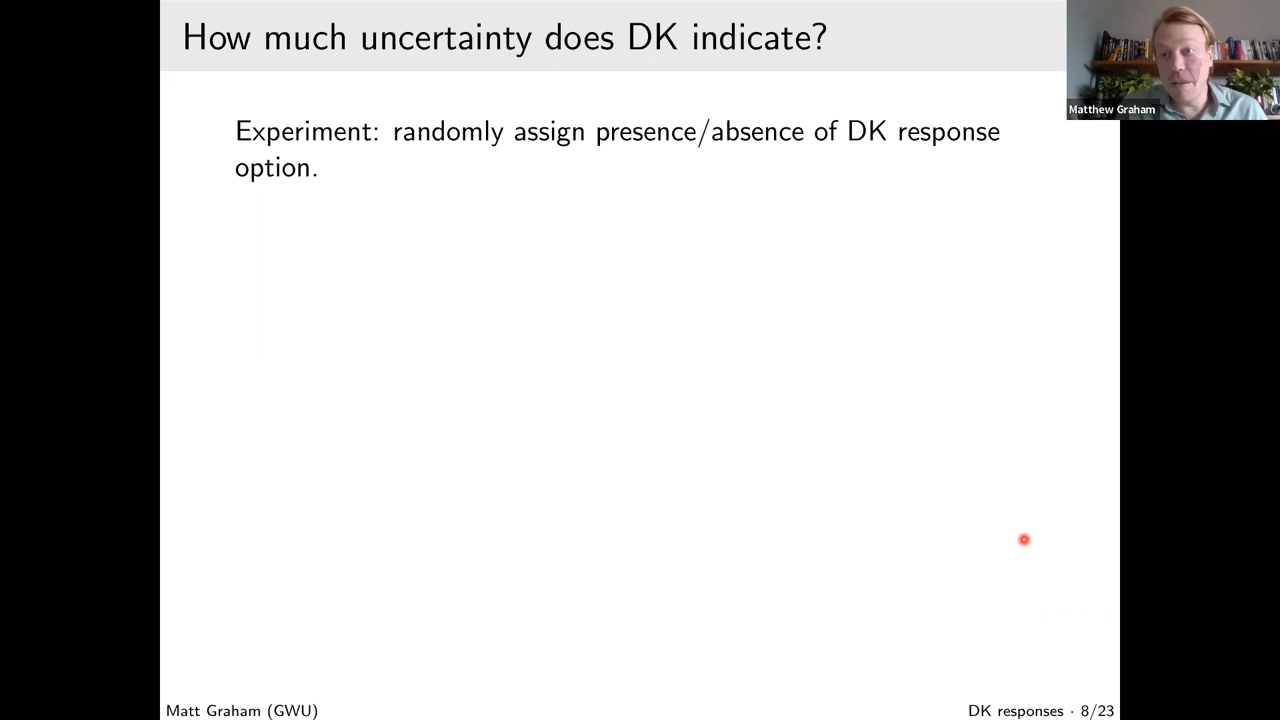 How much uncertainty does DK indicate?
Matthew Graham
Experiment: randomly assign presence/absence of DK response
option.
Matt Graham (GWU)
DK responses · 8/23